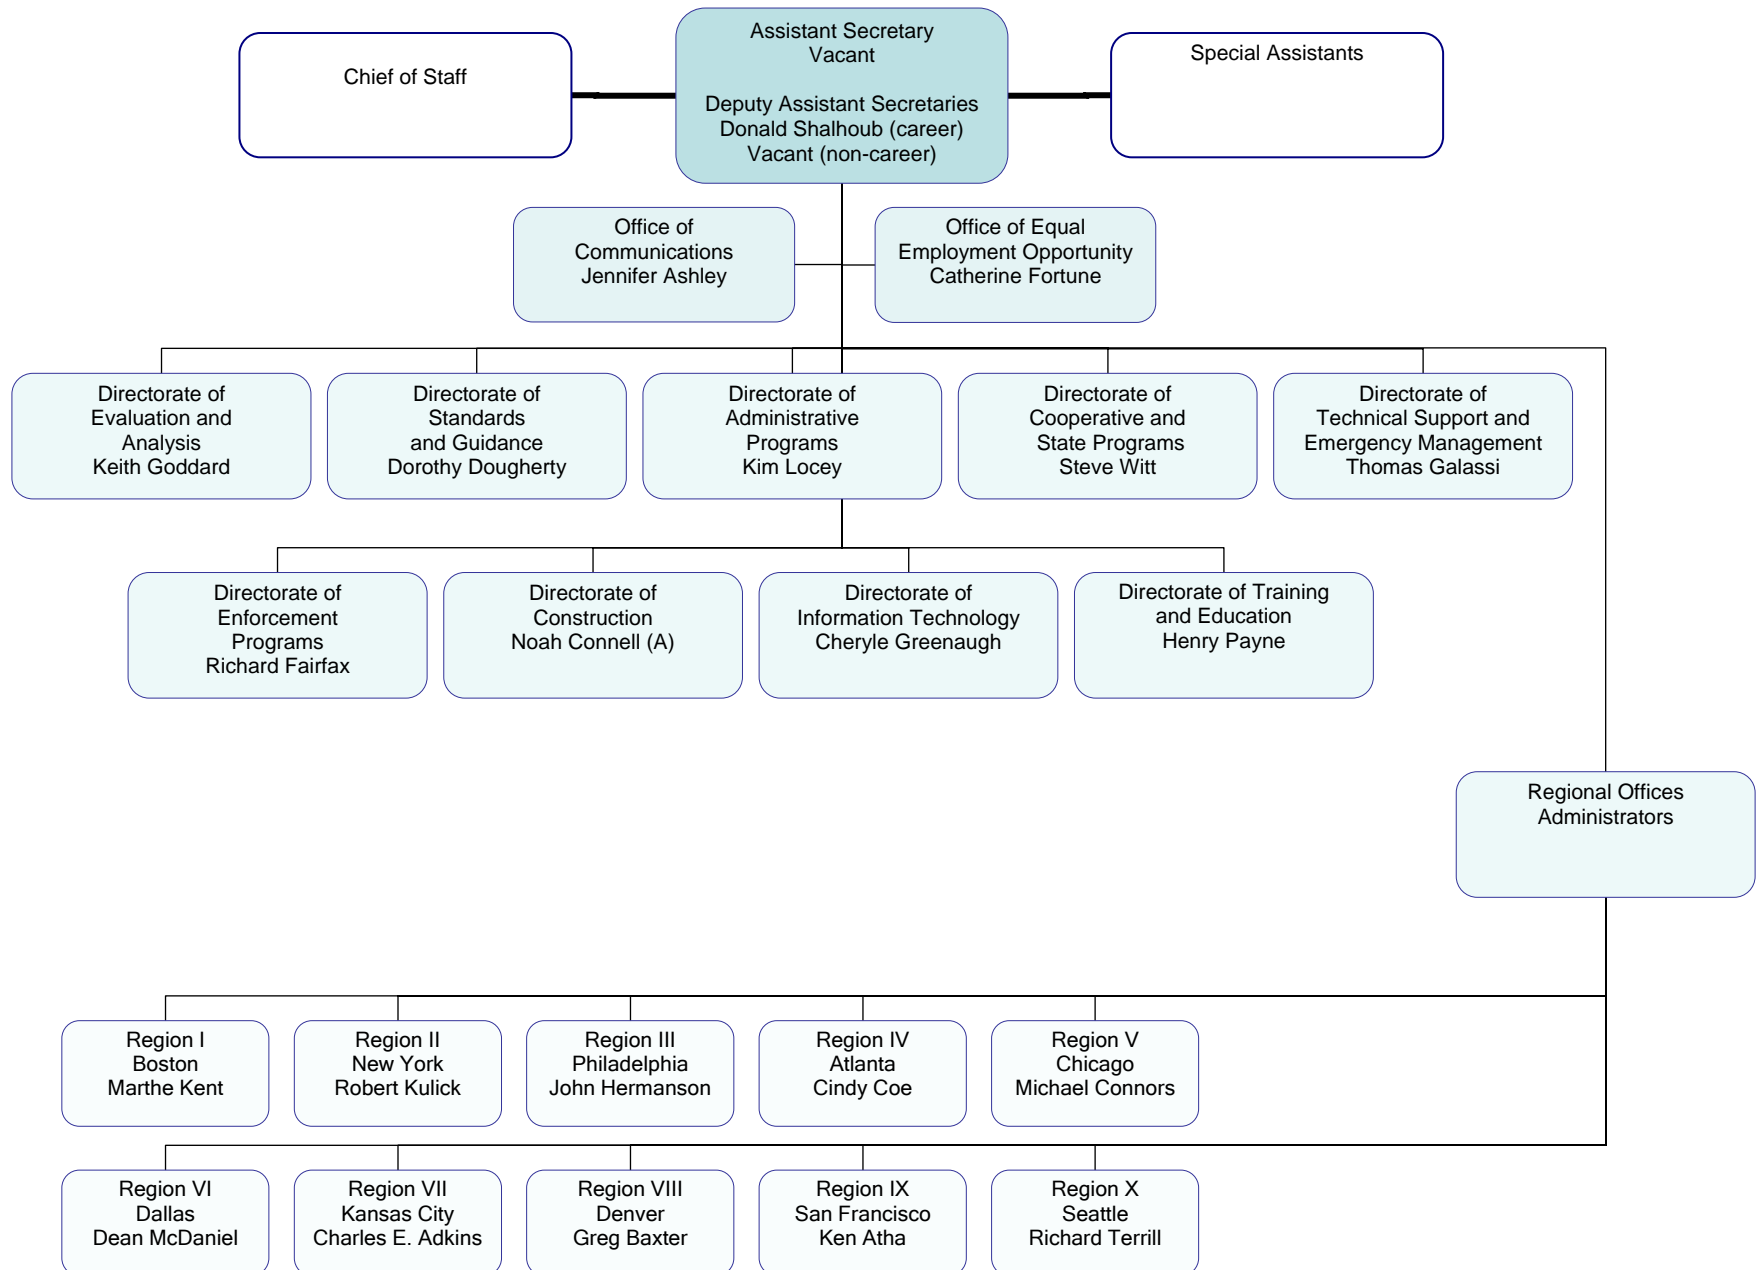 Chief of Staff
Assistant Secretary
Vacant
Deputy Assistant Secretaries
Donald Shalhoub (career)
Vacant (non-career)
Special Assistants
Office of
Communications
Jennifer Ashley
Office of Equal
Employment Opportunity
Catherine Fortune
Directorate of
Evaluation and
Analysis
Keith Goddard
Directorate of
Standards
and Guidance
Dorothy Dougherty
Directorate of
Administrative
Programs
Kim Locey
Directorate of
Cooperative and
State Programs
Steve Witt
Directorate of
Technical Support and
Emergency Management
Thomas Galassi
Directorate of
Enforcement
Programs
Richard Fairfax
Directorate of
Construction
Noah Connell (A)
Directorate of
Information Technology
Cheryle Greenaugh
Directorate of Training
and Education
Henry Payne
Regional Offices
Administrators
Region I
Boston
Marthe Kent
Region II
New York
Robert Kulick
Region III
Philadelphia
John Hermanson
Region IV
Atlanta
Cindy Coe
Region V
Chicago
Michael Connors
Region VI
Dallas
Dean McDaniel
Region VII
Kansas City
Charles E. Adkins
Region VIII
Denver
Greg Baxter
Region IX
San Francisco
Ken Atha
Region X
Seattle
Richard Terrill